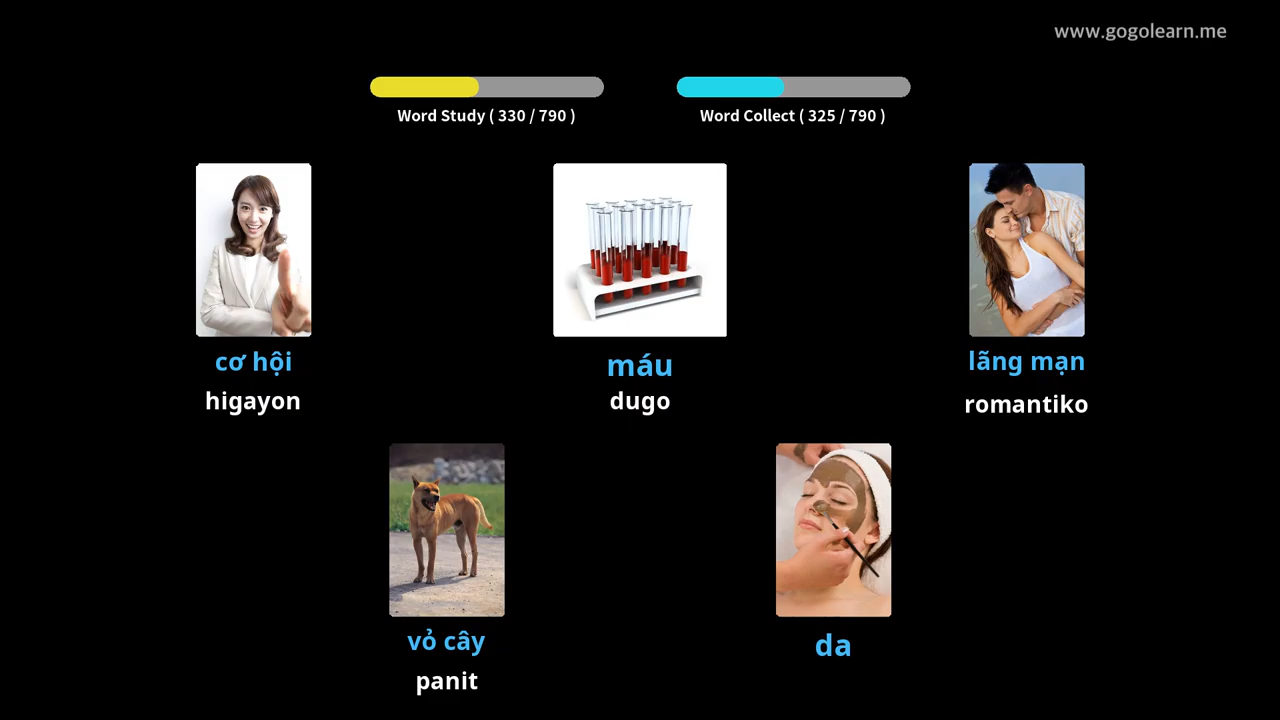 www.gogolearn.me
Word Study ( 330 / 790 )
Word Collect ( 325 / 790 )
cơ hội
higayon
máu
dugo
lãng mạn
romantiko
vỏ cây
panit
da